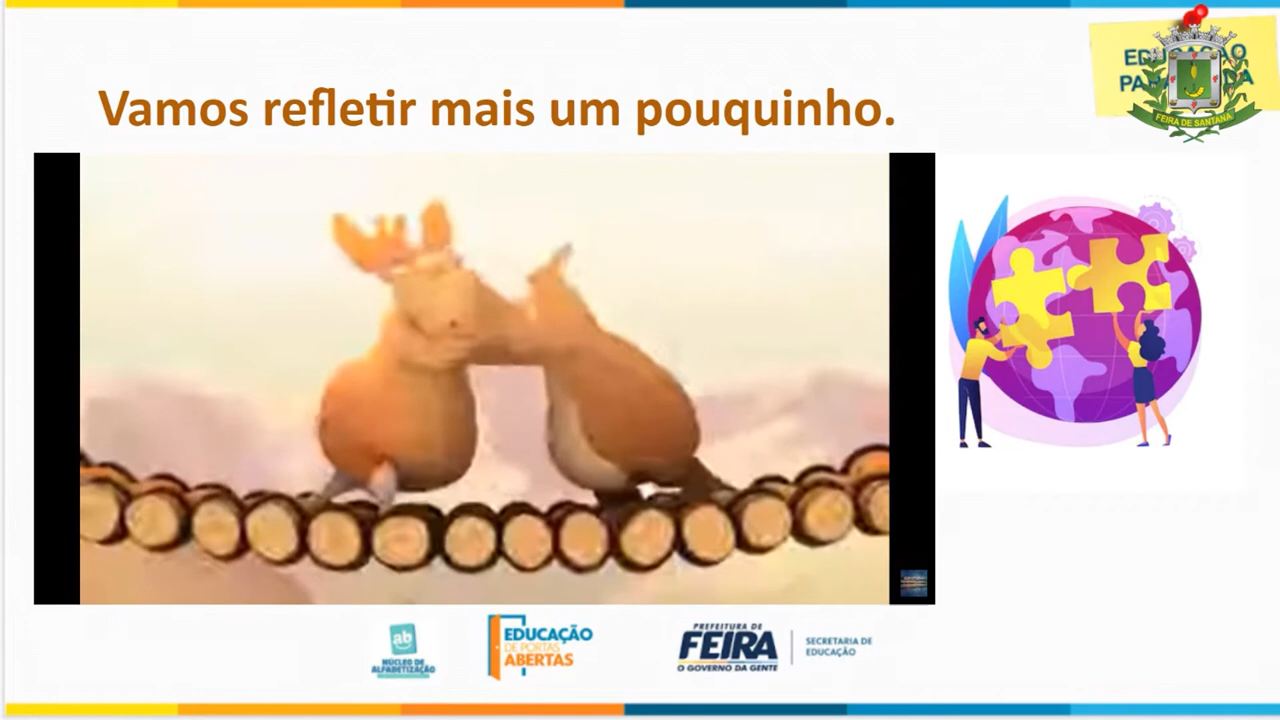 Vamos refletir mais um pouquinho.
FEIRA DE SANTANA
ab
NÚCLEO DE
ALFABETIZAÇÃO
EDUCAÇÃO
DE PORTAS
ABERTAS
PREFEITURA DE
FEIRA
O GOVERNO DA GENTE
SECRETARIA DE
EDUCAÇÃO